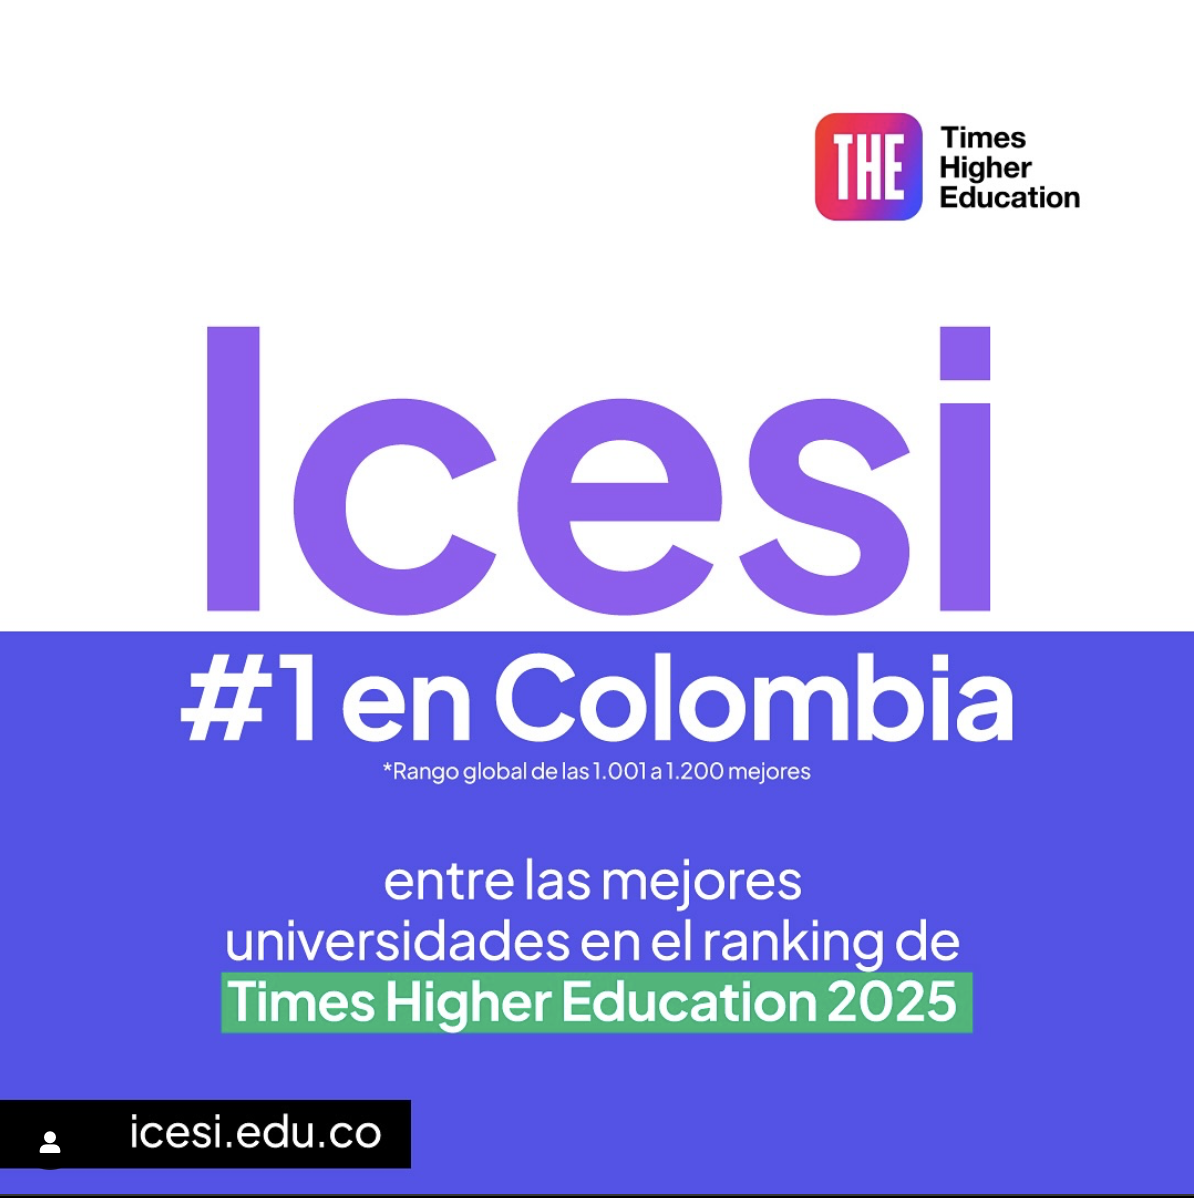 THE
Times
Higher
Education
Icesi
#1 en Colombia
*Rango global de las 1.001 a 1.200 mejores
entre las mejores
universidades en el ranking de
Times Higher Education 2025
icesi.edu.co